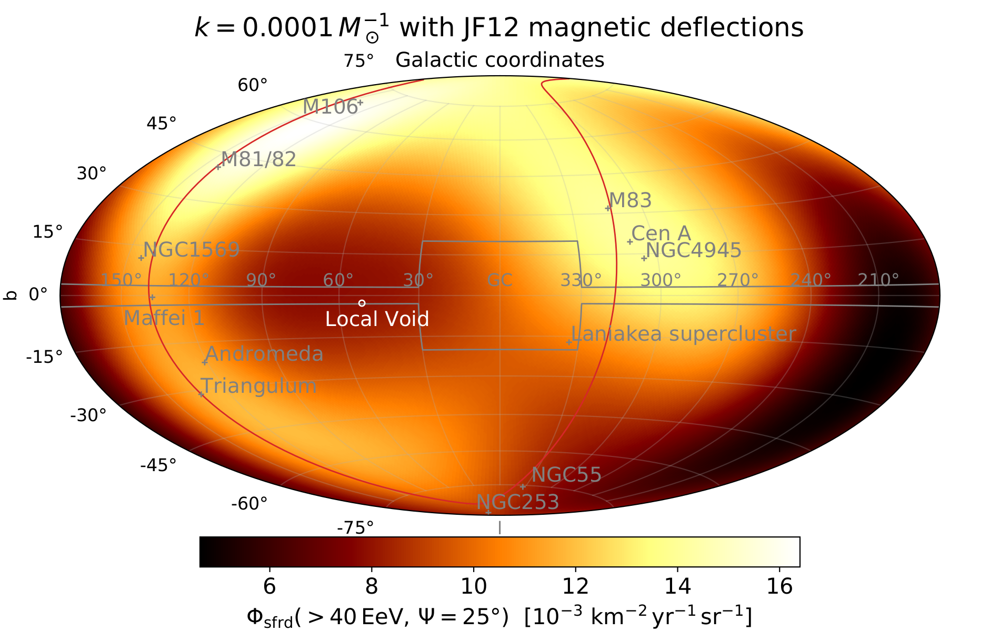 k = 0.0001 M⊙⁻¹ with JF12 magnetic deflections
75° Galactic coordinates
60°
M106
45°
M81/82
30°
M83
15°
Cen A
NGC1569
NGC4945
150° 120° 90° 60° 30° GC 330° 300° 270° 240° 210°
b 0°
Maffei 1
Local Void
Laniakea supercluster
-15°
Andromeda
Triangulum
-30°
-45°
NGC55
NGC253
-60°
-75°
l
6 8 10 12 14 16
Φsfrd( > 40 EeV, Ψ = 25°) [10⁻³ km⁻² yr⁻¹ sr⁻¹]